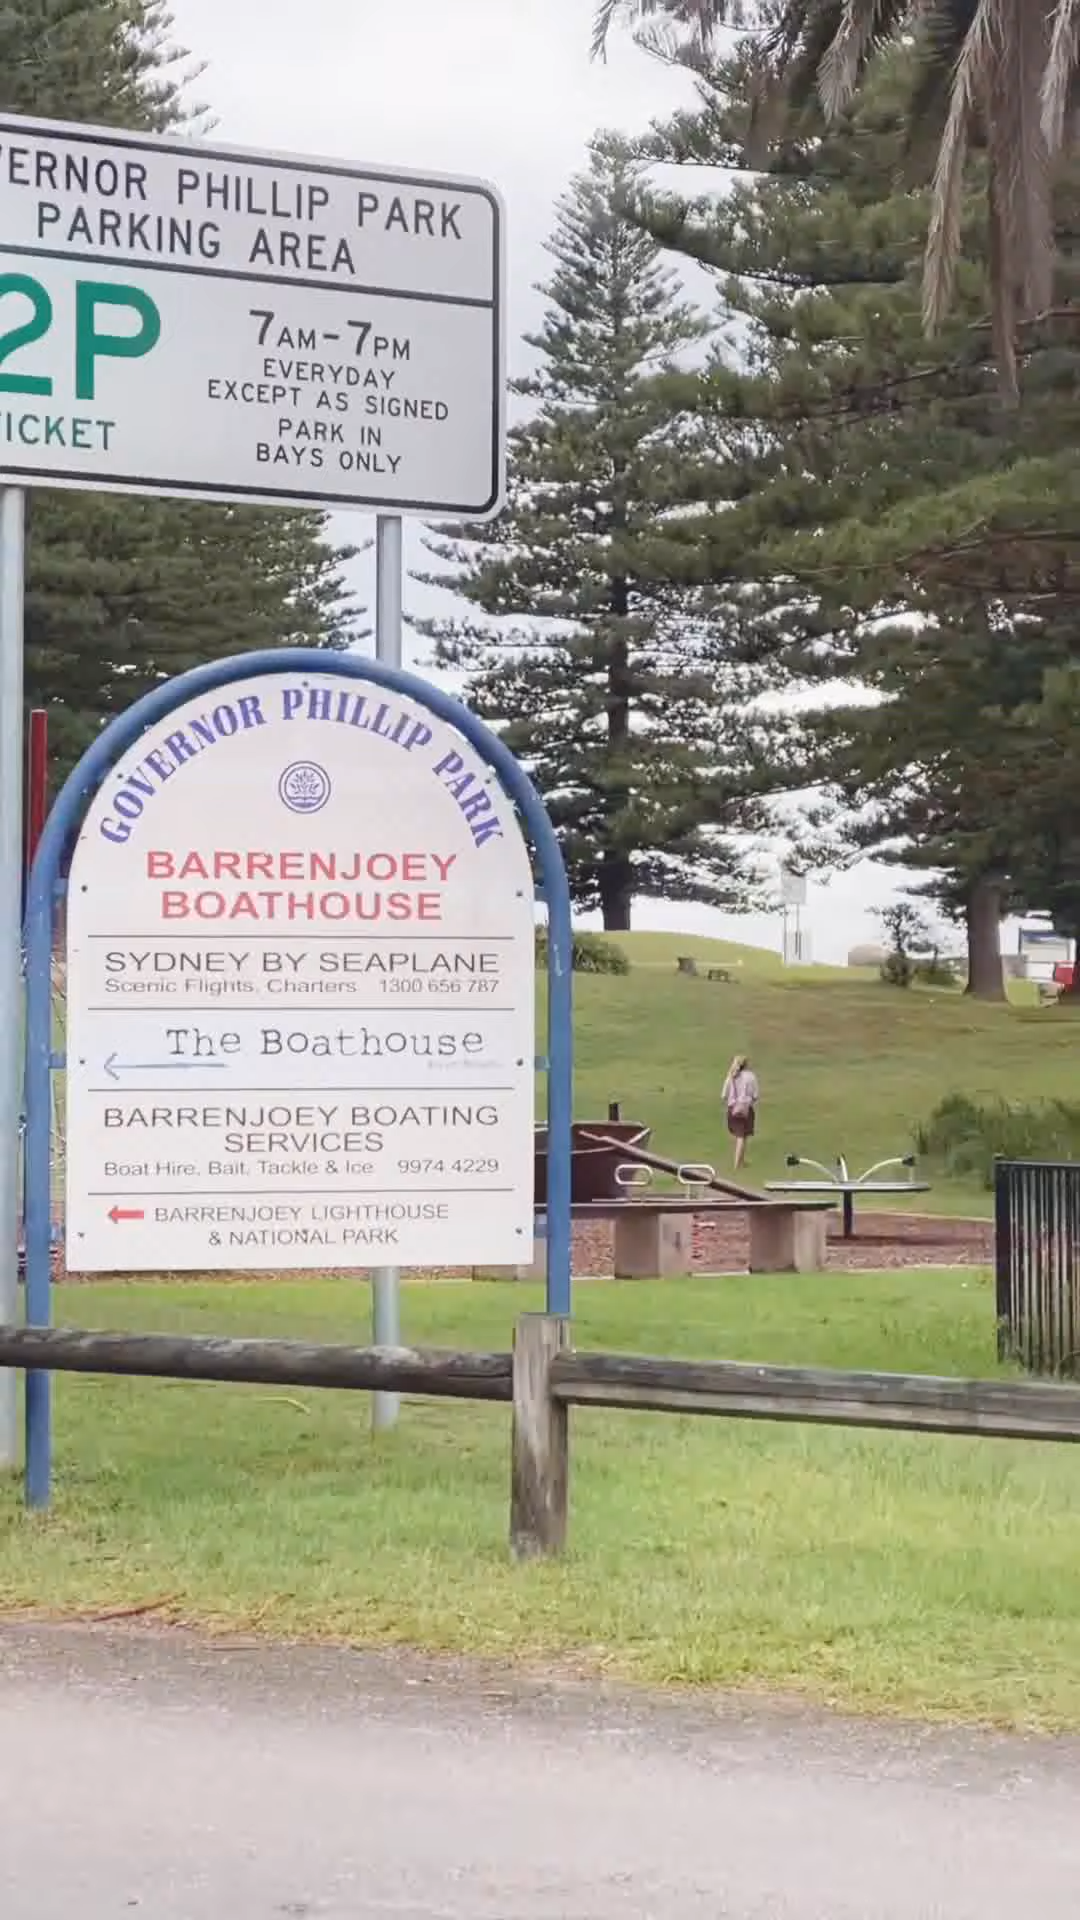 VERNOR PHILLIP PARK
PARKING AREA
2P
TICKET
7AM-7PM
EVERYDAY
EXCEPT AS SIGNED
PARK IN
BAYS ONLY
GOVERNOR PHILLIP PARK
BARRENJOEY
BOATHOUSE
SYDNEY BY SEAPLANE
Scenic Flights, Charters 1300 656 787
The Boathouse
BARRENJOEY BOATING
SERVICES
Boat Hire, Bait, Tackle & Ice 9974 4229
BARRENJOEY LIGHTHOUSE
& NATIONAL PARK